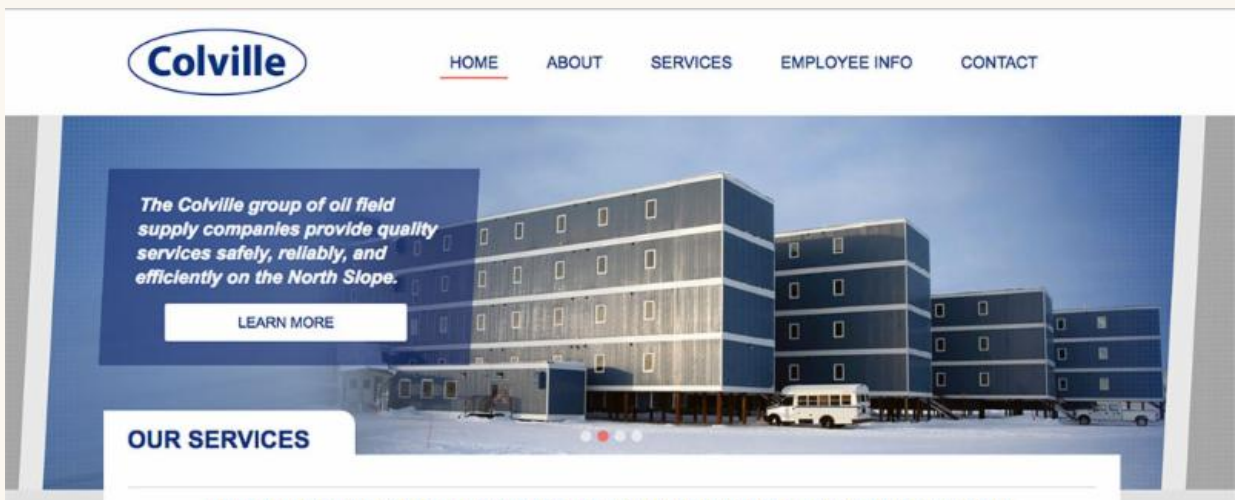 Colville
HOME ABOUT SERVICES EMPLOYEE INFO CONTACT
The Colville group of oil field
supply companies provide quality
services safely, reliably, and
efficiently on the North Slope.
LEARN MORE
OUR SERVICES